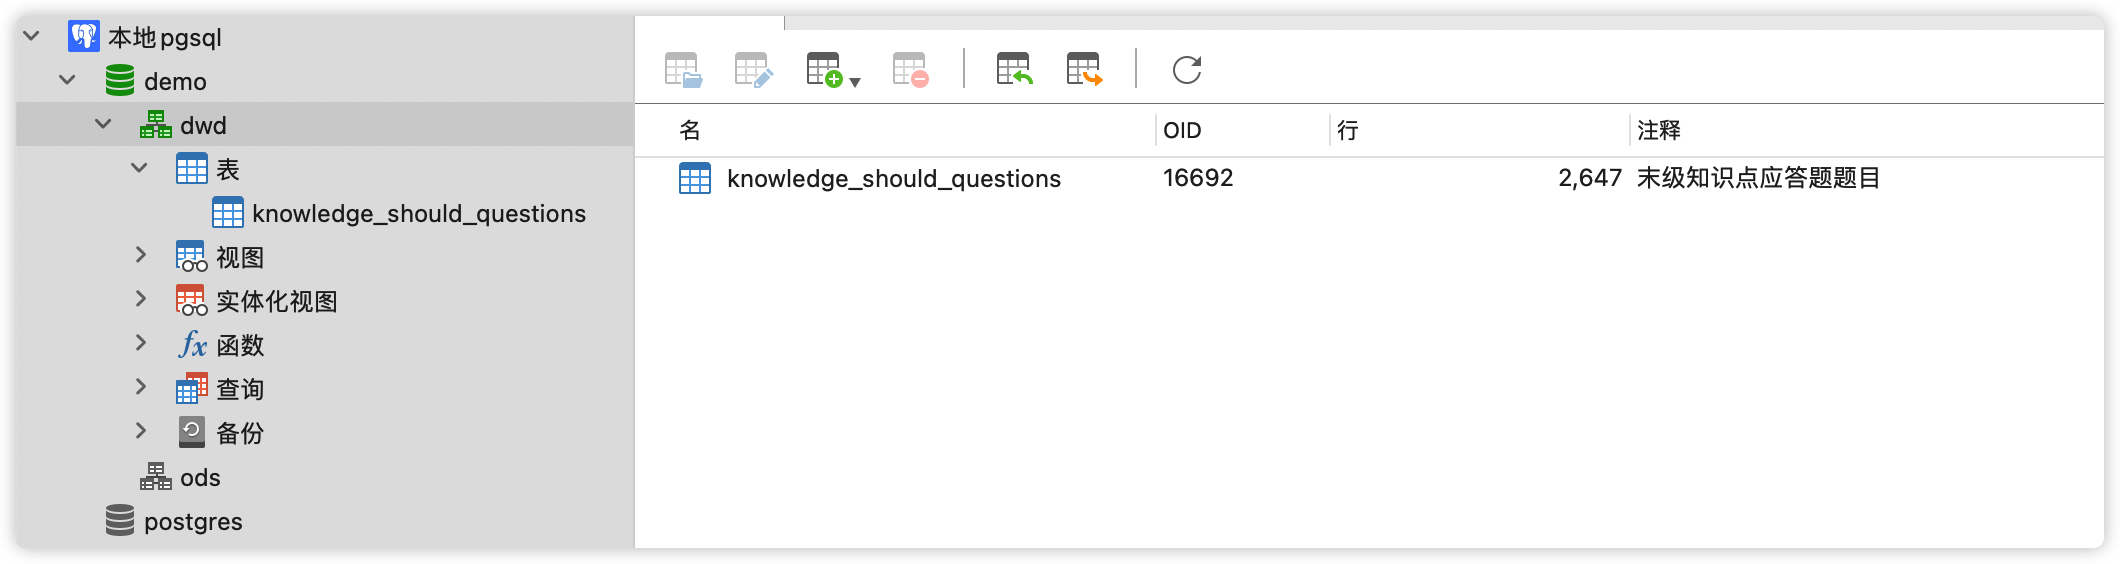 本地pgsql
demo
dwd
表
knowledge_should_questions
视图
实体化视图
函数
查询
备份
ods
postgres
名 OID 行 注释
knowledge_should_questions 16692 2,647 末级知识点应答题题目